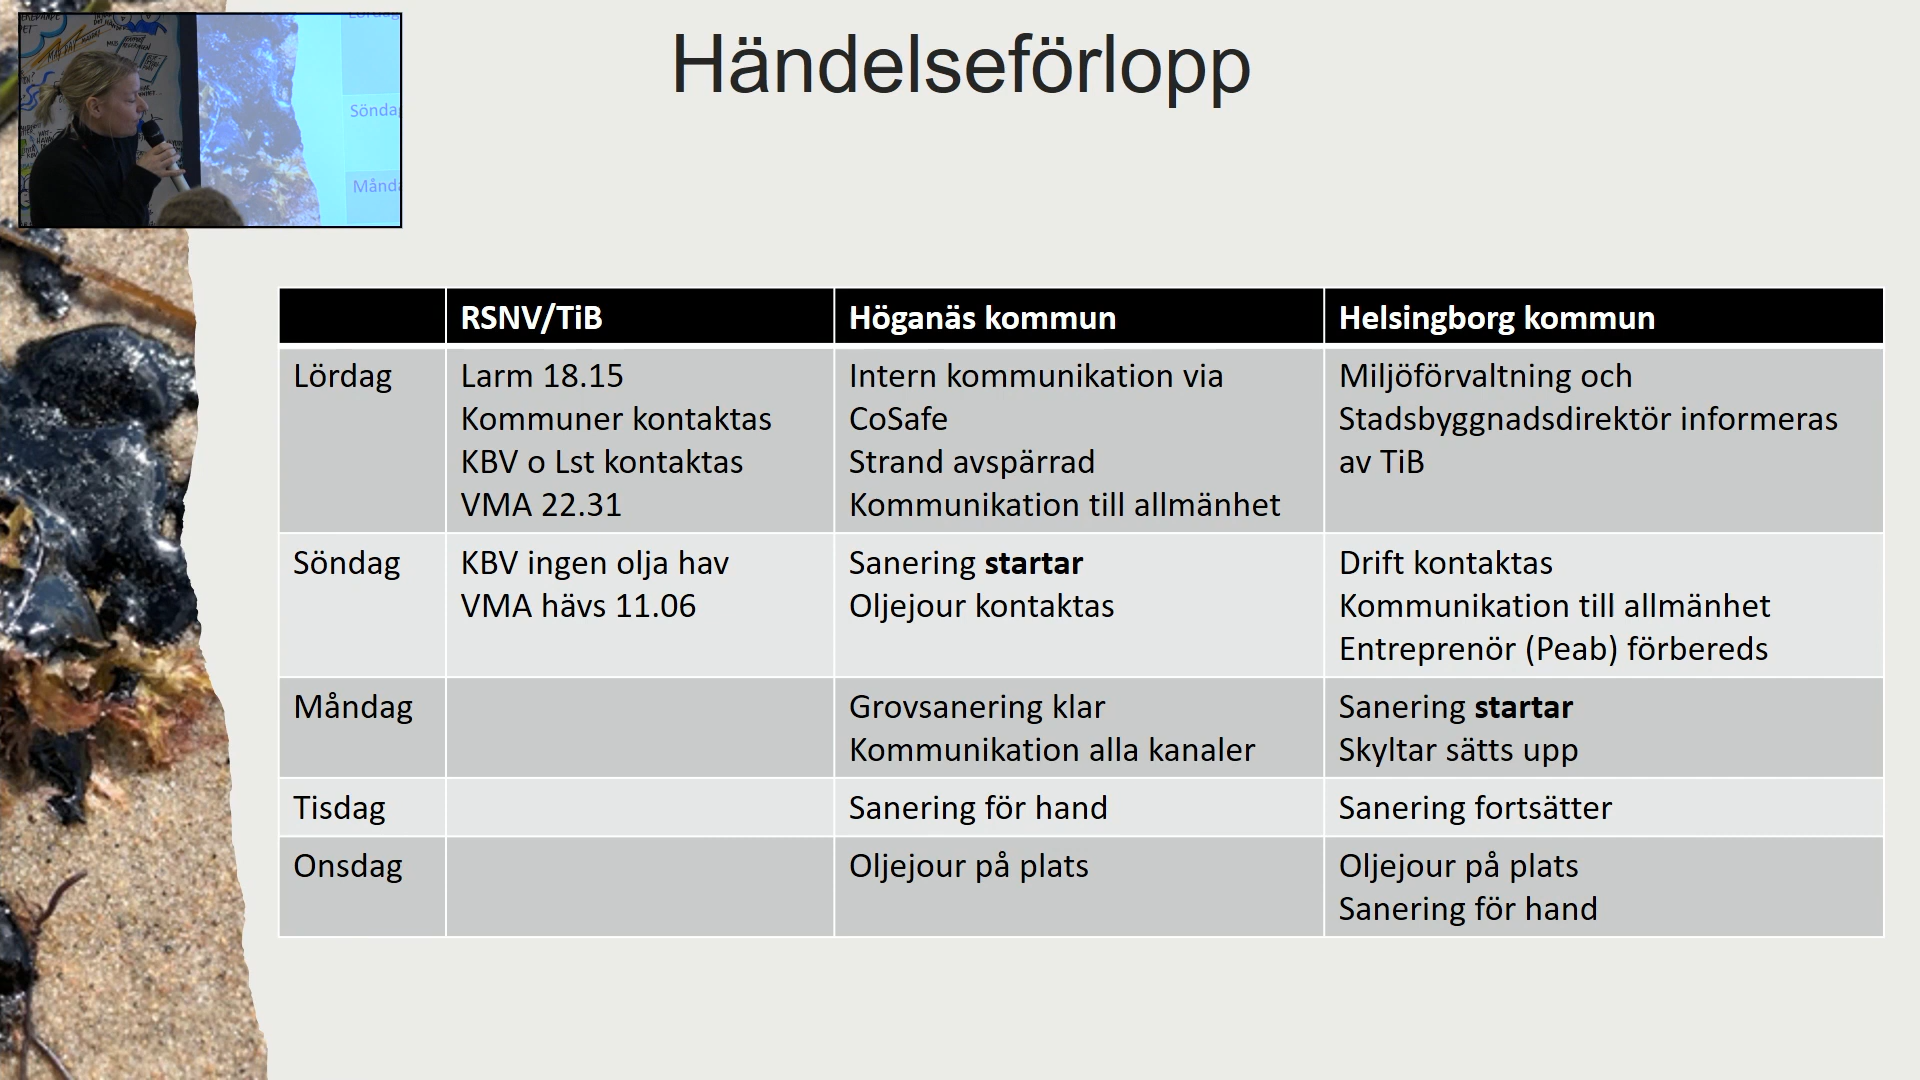 Händelseförlopp
Söndag
RSNV/TiB
Höganäs kommun
Helsingborg kommun
Lördag
Larm 18.15
Kommuner kontaktas
KBV o Lst kontaktas
VMA 22.31
Intern kommunikation via
CoSafe
Strand avspärrad
Kommunikation till allmänhet
Miljöförvaltning och
Stadsbyggnadsdirektör informeras
av TiB
Söndag
KBV ingen olja hav
VMA hävs 11.06
Sanering startar
Oljejour kontaktas
Drift kontaktas
Kommunikation till allmänhet
Entreprenör (Peab) förbereds
Måndag
Grovsanering klar
Kommunikation alla kanaler
Sanering startar
Skyltar sätts upp
Tisdag
Sanering för hand
Sanering fortsätter
Onsdag
Oljejour på plats
Oljejour på plats
Sanering för hand